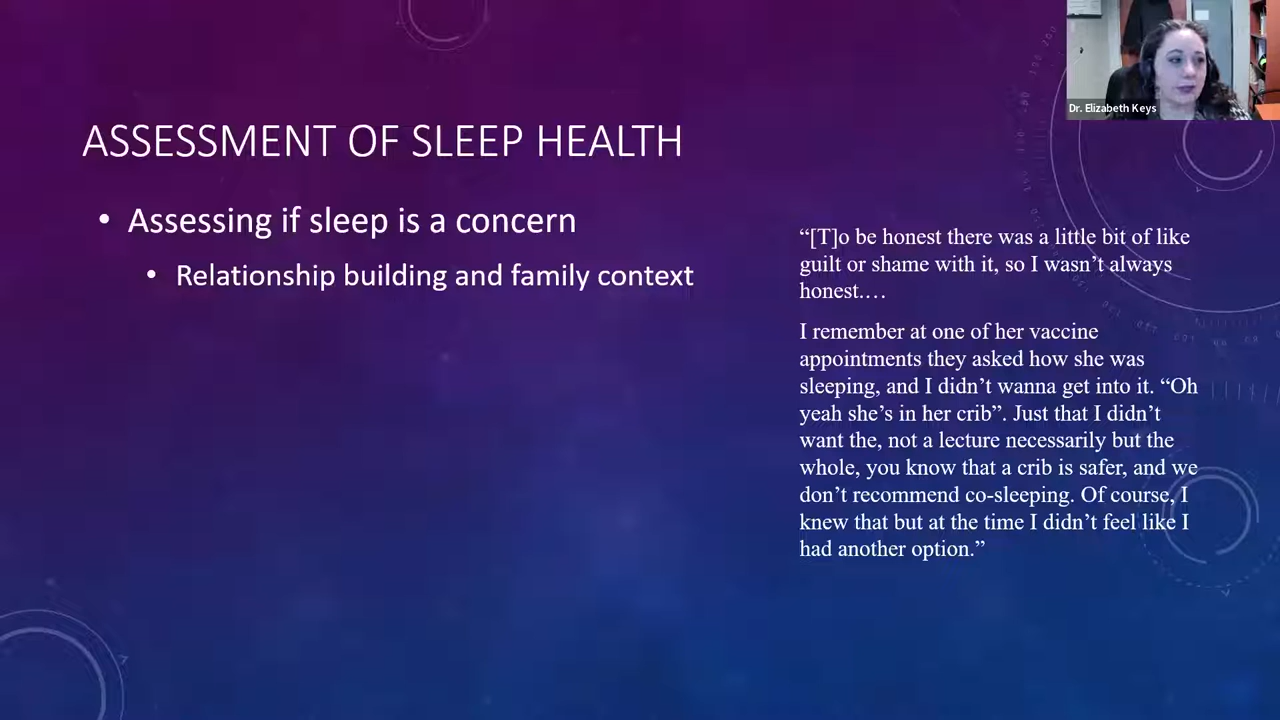 Dr. Elizabeth Keys
ASSESSMENT OF SLEEP HEALTH
• Assessing if sleep is a concern
• Relationship building and family context
“[T]o be honest there was a little bit of like
guilt or shame with it, so I wasn’t always
honest.…
I remember at one of her vaccine
appointments they asked how she was
sleeping, and I didn’t wanna get into it. “Oh
yeah she’s in her crib”. Just that I didn’t
want the, not a lecture necessarily but the
whole, you know that a crib is safer, and we
don’t recommend co-sleeping. Of course, I
knew that but at the time I didn’t feel like I
had another option.”